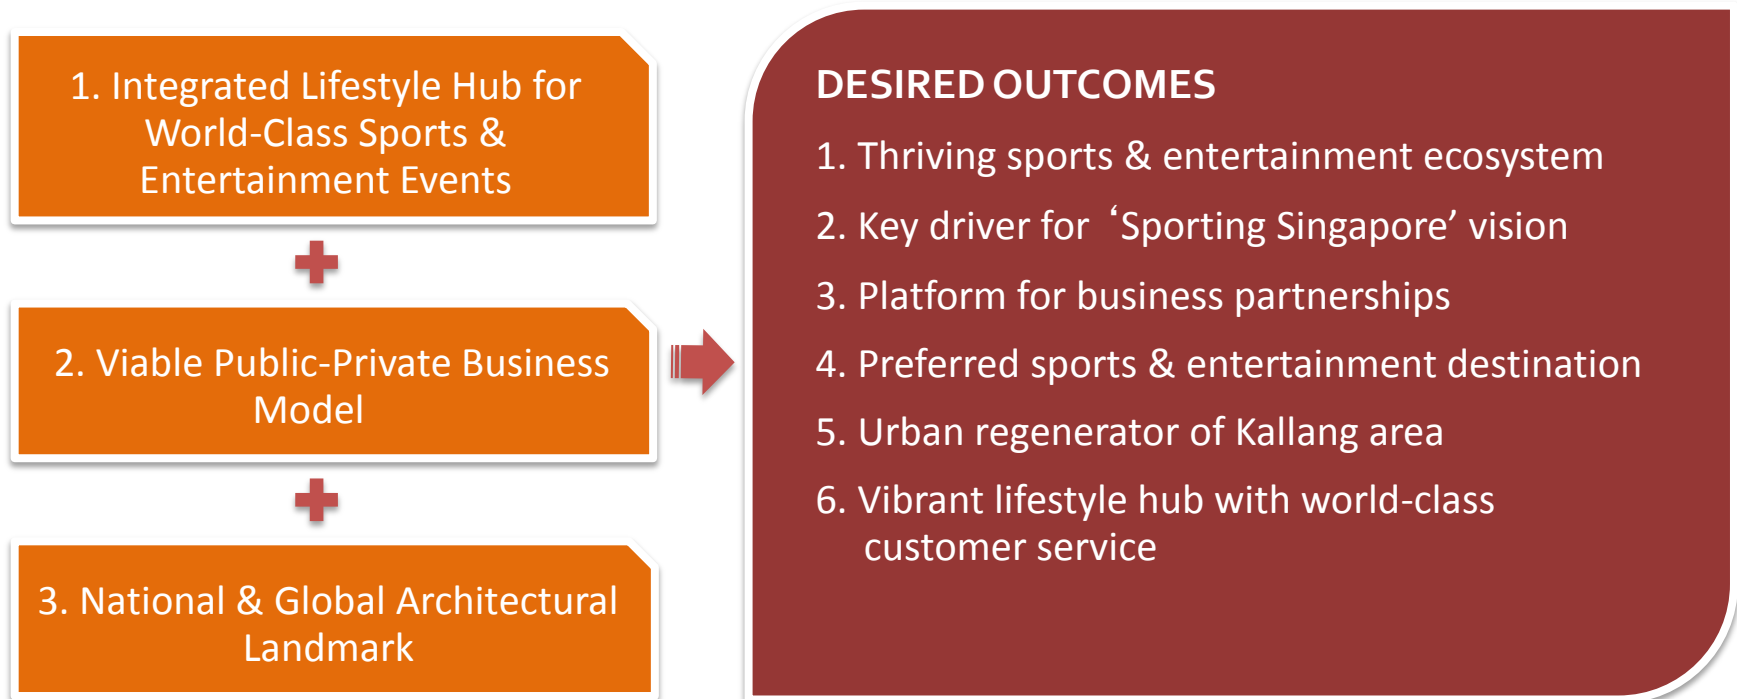 1. Integrated Lifestyle Hub for
World-Class Sports &
Entertainment Events
2. Viable Public-Private Business
Model
3. National & Global Architectural
Landmark
DESIRED OUTCOMES
1. Thriving sports & entertainment ecosystem
2. Key driver for ‘Sporting Singapore’ vision
3. Platform for business partnerships
4. Preferred sports & entertainment destination
5. Urban regenerator of Kallang area
6. Vibrant lifestyle hub with world-class
customer service